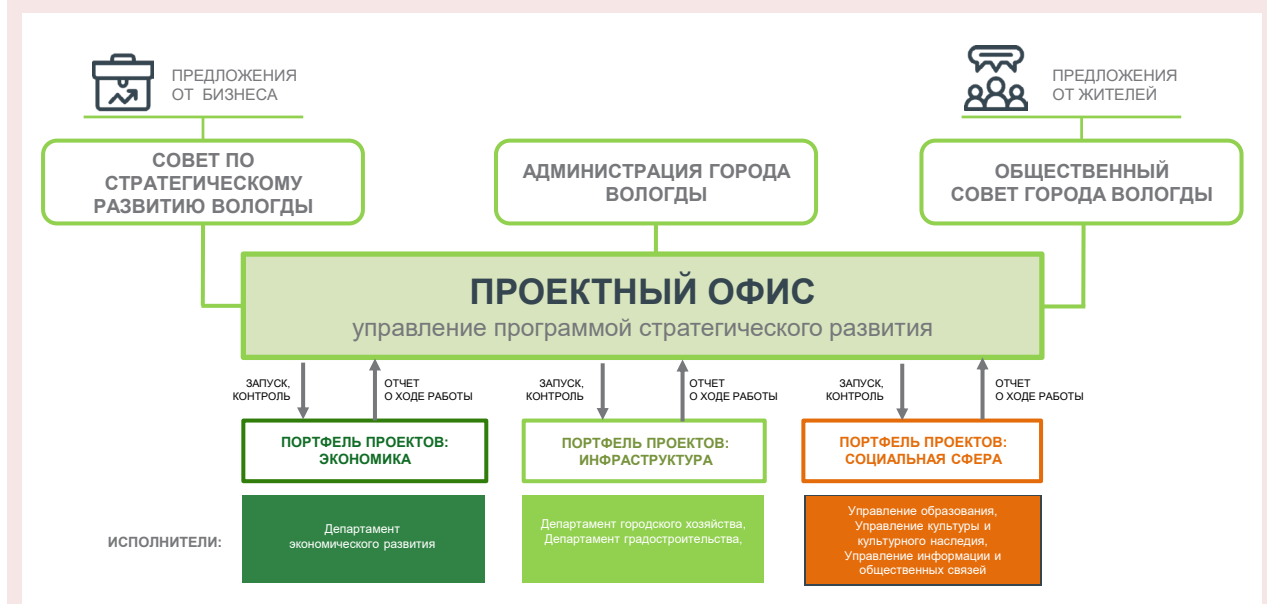 ПРЕДЛОЖЕНИЯ
ОТ БИЗНЕСА
ПРЕДЛОЖЕНИЯ
ОТ ЖИТЕЛЕЙ
СОВЕТ ПО
СТРАТЕГИЧЕСКОМУ
РАЗВИТИЮ ВОЛОГДЫ
АДМИНИСТРАЦИЯ ГОРОДА
ВОЛОГДЫ
ОБЩЕСТВЕННЫЙ
СОВЕТ ГОРОДА ВОЛОГДЫ
ПРОЕКТНЫЙ ОФИС
управление программой стратегического развития
ЗАПУСК,
КОНТРОЛЬ
ОТЧЕТ
О ХОДЕ РАБОТЫ
ЗАПУСК,
КОНТРОЛЬ
ОТЧЕТ
О ХОДЕ РАБОТЫ
ЗАПУСК,
КОНТРОЛЬ
ОТЧЕТ
О ХОДЕ РАБОТЫ
ПОРТФЕЛЬ ПРОЕКТОВ:
ЭКОНОМИКА
ПОРТФЕЛЬ ПРОЕКТОВ:
ИНФРАСТРУКТУРА
ПОРТФЕЛЬ ПРОЕКТОВ:
СОЦИАЛЬНАЯ СФЕРА
ИСПОЛНИТЕЛИ:
Департамент
экономического развития
Департамент городского хозяйства,
Департамент градостроительства,
Управление образования,
Управление культуры и
культурного наследия,
Управление информации и
общественных связей